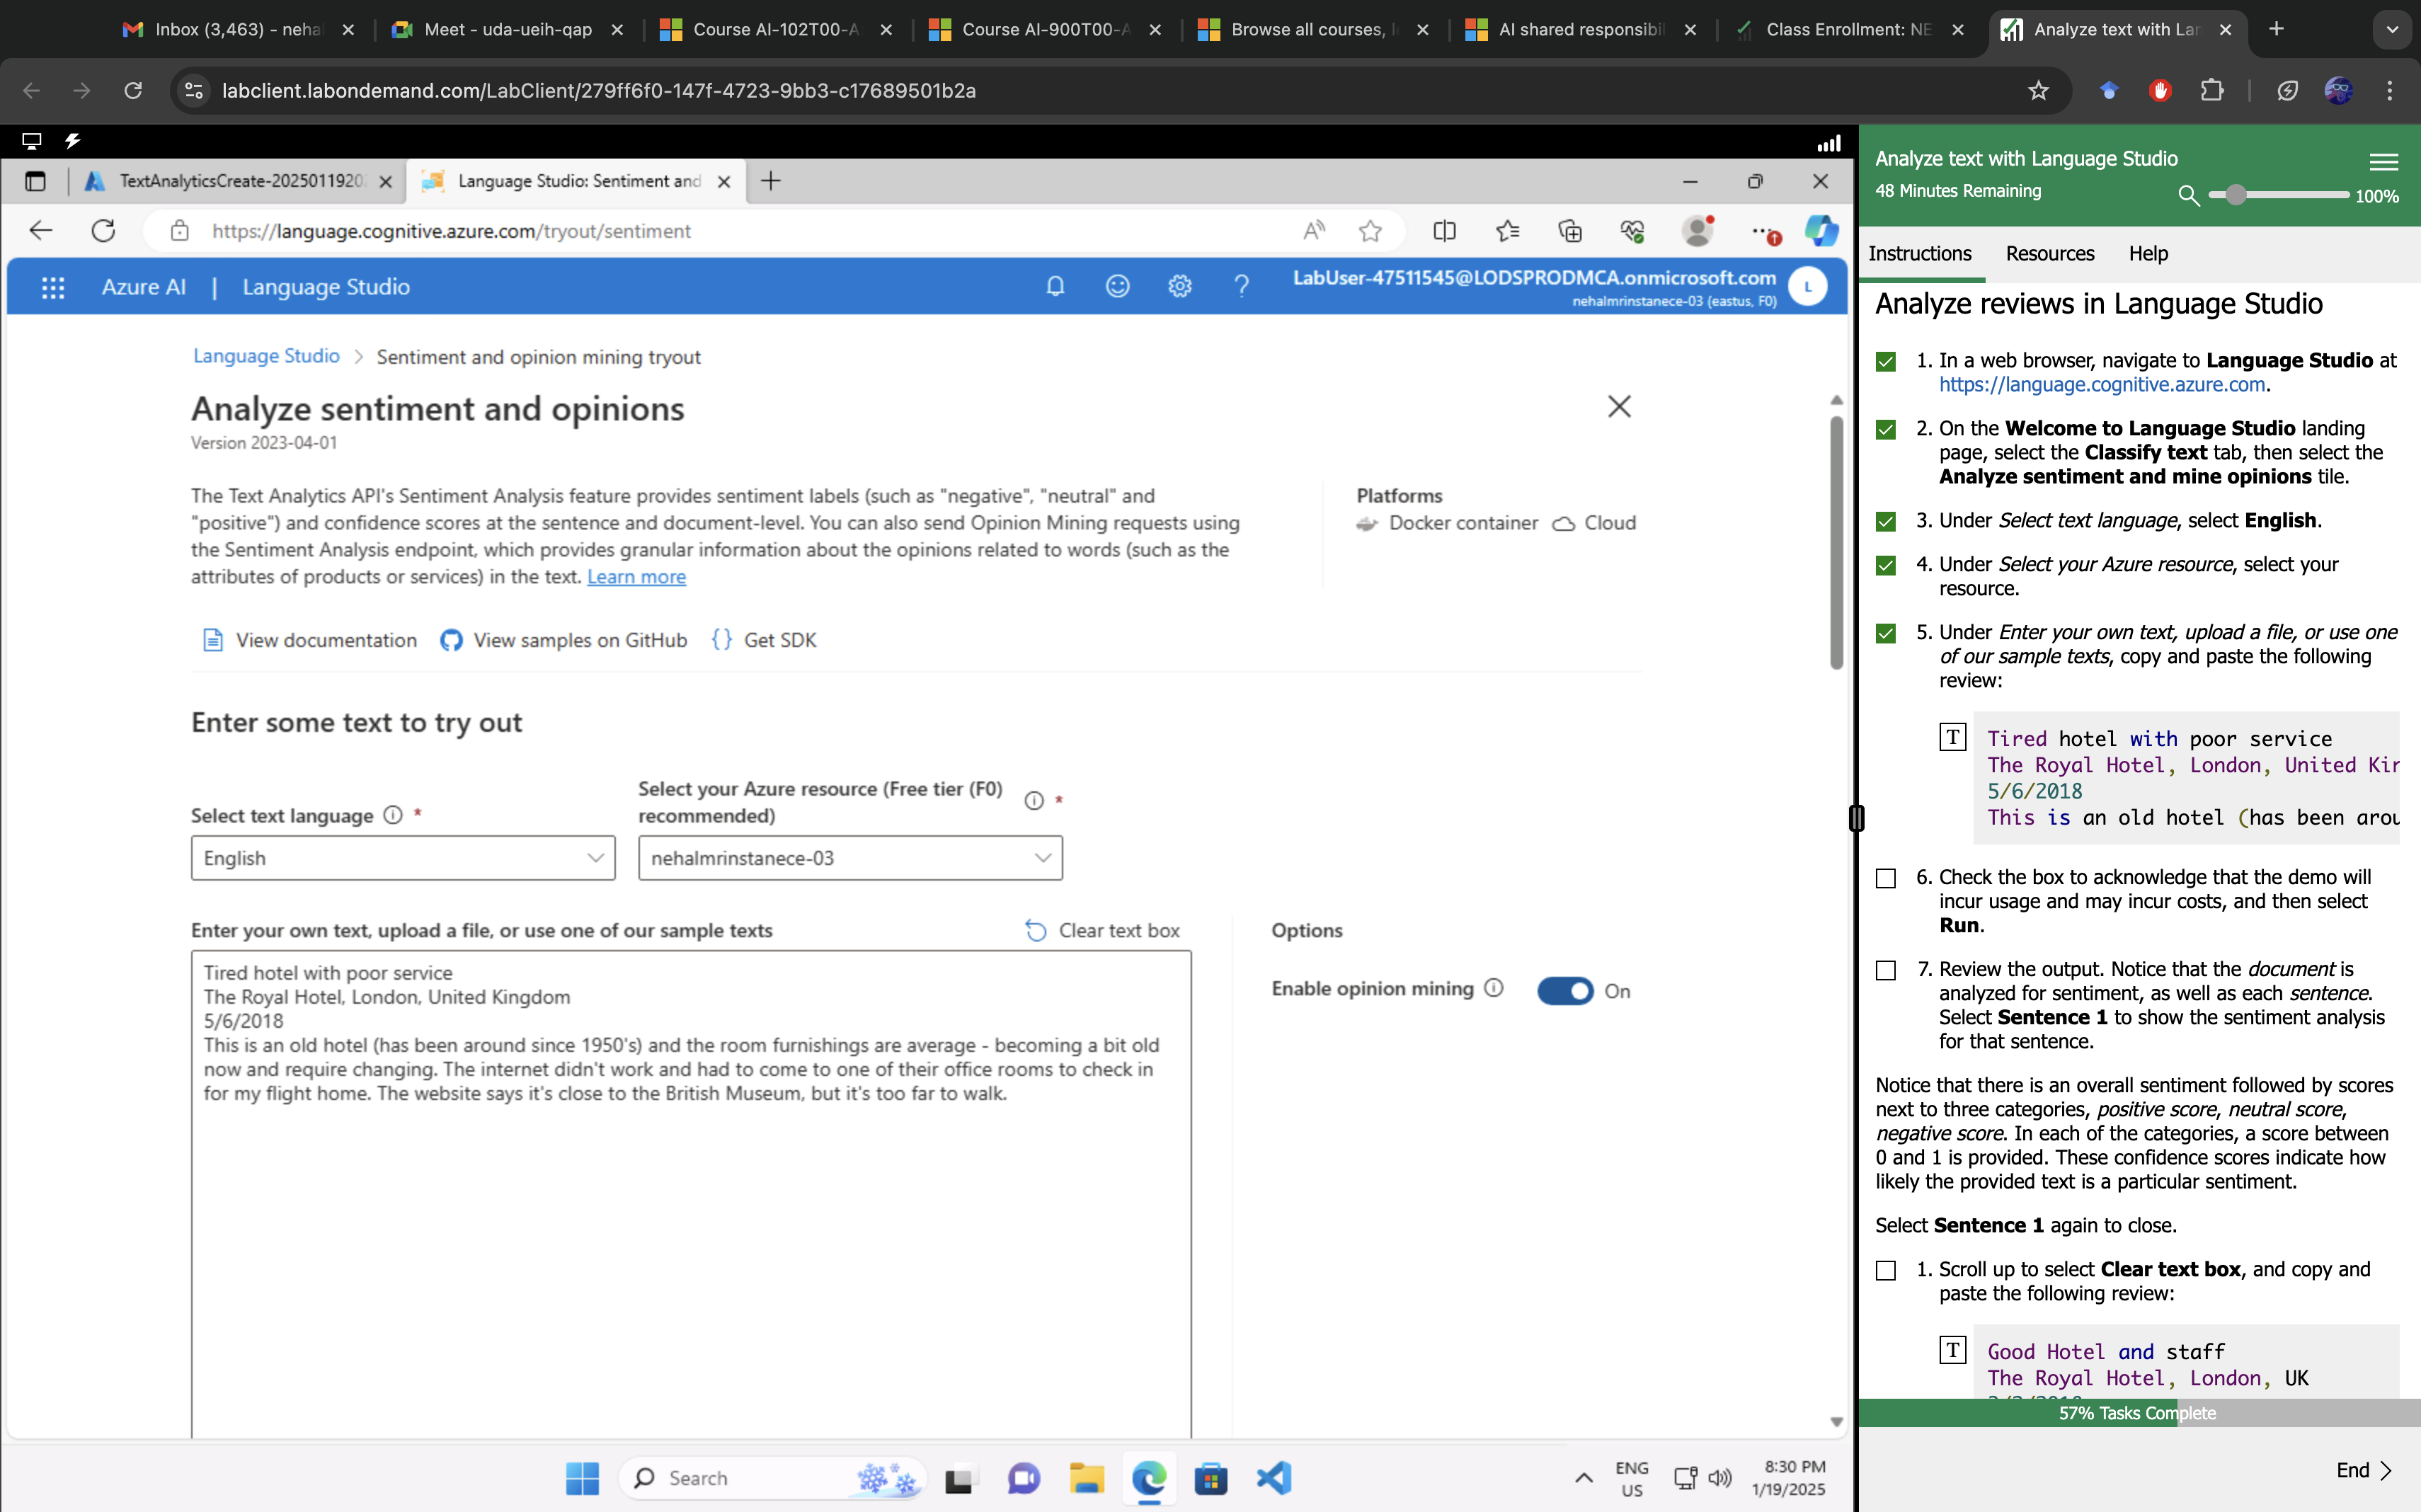 Inbox (3,463) - neha
Meet - uda-ueih-qap
Course AI-102T00-A
Course AI-900T00-A
Browse all courses, l
AI shared responsibil
Class Enrollment: NE
Analyze text with Lan
labclient.labondemand.com/LabClient/279ff6f0-147f-4723-9bb3-c17689501b2a
TextAnalyticsCreate-202501192
Language Studio: Sentiment and
https://language.cognitive.azure.com/tryout/sentiment
Azure AI | Language Studio
LabUser-47511545@LODSPRODMCA.onmicrosoft.com
nehalmrinstanece-03 (eastus, F0)
L
Language Studio > Sentiment and opinion mining tryout
Analyze sentiment and opinions
Version 2023-04-01
The Text Analytics API's Sentiment Analysis feature provides sentiment labels (such as "negative", "neutral" and
"positive") and confidence scores at the sentence and document-level. You can also send Opinion Mining requests using
the Sentiment Analysis endpoint, which provides granular information about the opinions related to words (such as the
attributes of products or services) in the text. Learn more
Platforms
Docker container Cloud
View documentation View samples on GitHub {} Get SDK
Enter some text to try out
Select text language *
English
Select your Azure resource (Free tier (F0)
recommended) *
nehalmrinstanece-03
Enter your own text, upload a file, or use one of our sample texts
Clear text box
Tired hotel with poor service
The Royal Hotel, London, United Kingdom
5/6/2018
This is an old hotel (has been around since 1950's) and the room furnishings are average - becoming a bit old
now and require changing. The internet didn't work and had to come to one of their office rooms to check in
for my flight home. The website says it's close to the British Museum, but it's too far to walk.
Options
Enable opinion mining On
Search
ENG
US
8:30 PM
1/19/2025
Analyze text with Language Studio
48 Minutes Remaining
100%
Instructions Resources Help
Analyze reviews in Language Studio
1. In a web browser, navigate to Language Studio at
https://language.cognitive.azure.com.
2. On the Welcome to Language Studio landing
page, select the Classify text tab, then select the
Analyze sentiment and mine opinions tile.
3. Under Select text language, select English.
4. Under Select your Azure resource, select your
resource.
5. Under Enter your own text, upload a file, or use one
of our sample texts, copy and paste the following
review:
T
Tired hotel with poor service
The Royal Hotel, London, United Kin
5/6/2018
This is an old hotel (has been arou
6. Check the box to acknowledge that the demo will
incur usage and may incur costs, and then select
Run.
7. Review the output. Notice that the document is
analyzed for sentiment, as well as each sentence.
Select Sentence 1 to show the sentiment analysis
for that sentence.
Notice that there is an overall sentiment followed by scores
next to three categories, positive score, neutral score,
negative score. In each of the categories, a score between
0 and 1 is provided. These confidence scores indicate how
likely the provided text is a particular sentiment.
Select Sentence 1 again to close.
1. Scroll up to select Clear text box, and copy and
paste the following review:
T
Good Hotel and staff
The Royal Hotel, London, UK
57% Tasks Complete
End >